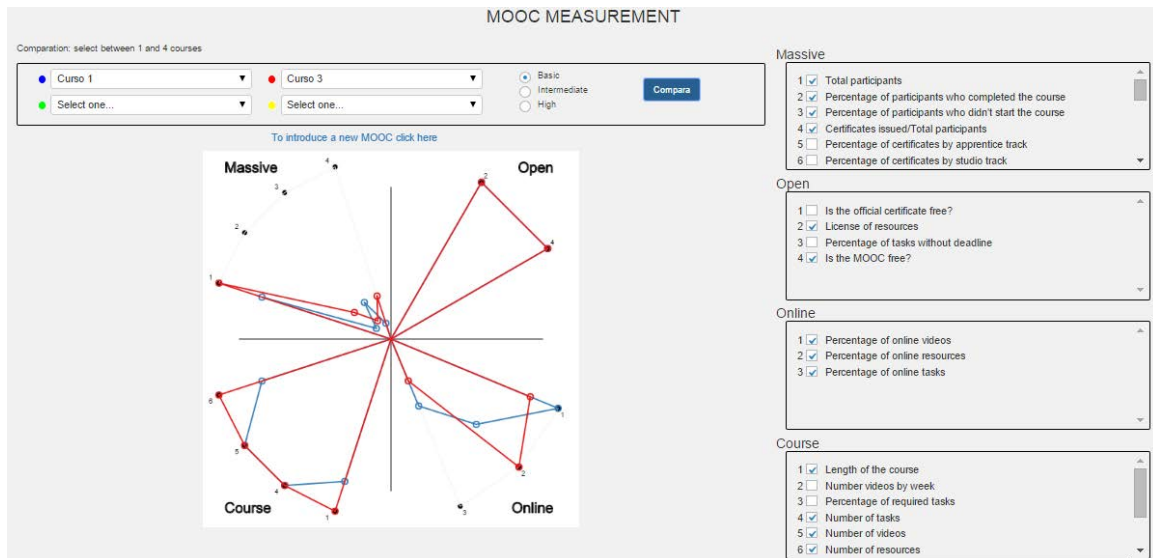 MOOC MEASUREMENT
Comparation: select between 1 and 4 courses
Curso 1
Curso 3
Select one...
Select one...
Basic
Intermediate
High
Compara
To introduce a new MOOC click here
Massive
Open
Course
Online
1
2
3
4
2
4
6
5
4
1
1
2
3
Massive
1 Total participants
2 Percentage of participants who completed the course
3 Percentage of participants who didn't start the course
4 Certificates issued/Total participants
5 Percentage of certificates by apprentice track
6 Percentage of certificates by studio track
Open
1 Is the official certificate free?
2 License of resources
3 Percentage of tasks without deadline
4 Is the MOOC free?
Online
1 Percentage of online videos
2 Percentage of online resources
3 Percentage of online tasks
Course
1 Length of the course
2 Number videos by week
3 Percentage of required tasks
4 Number of tasks
5 Number of videos
6 Number of resources